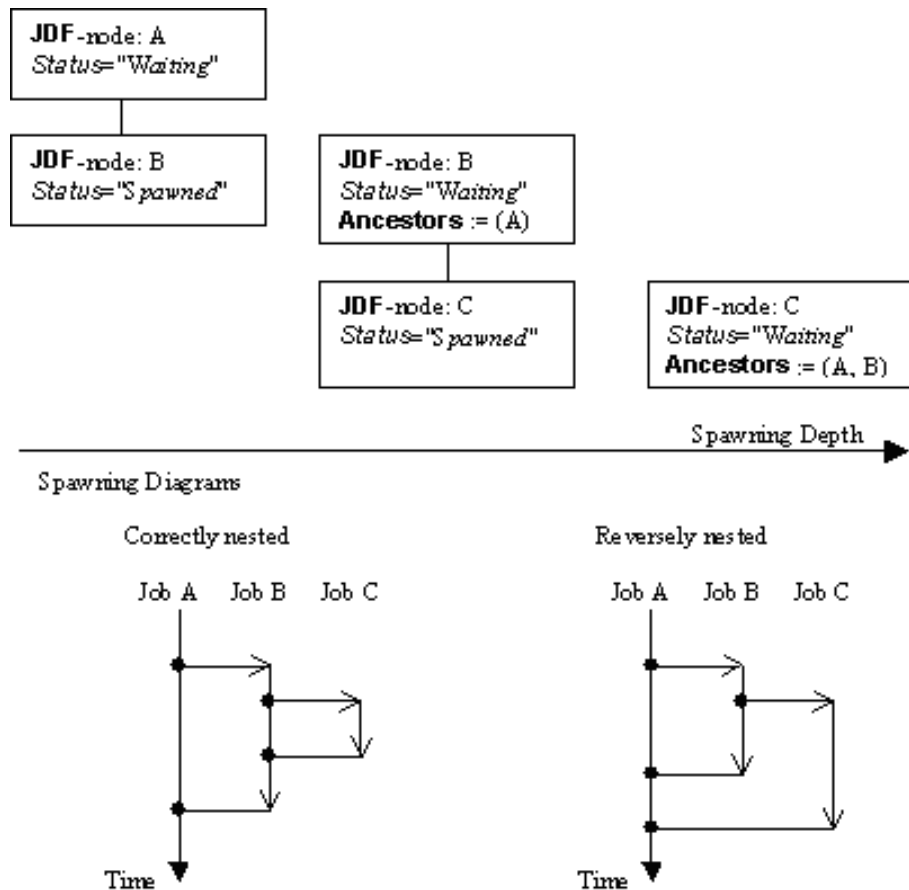 JDF-node: A
Status="Waiting"
JDF-node: B
Status="Spawned"
JDF-node: B
Status="Waiting"
Ancestors := (A)
JDF-node: C
Status="Spawned"
JDF-node: C
Status="Waiting"
Ancestors := (A, B)
Spawning Depth
Spawning Diagrams
Correctly nested
Job A Job B Job C
Time
Reversely nested
Job A Job B Job C
Time